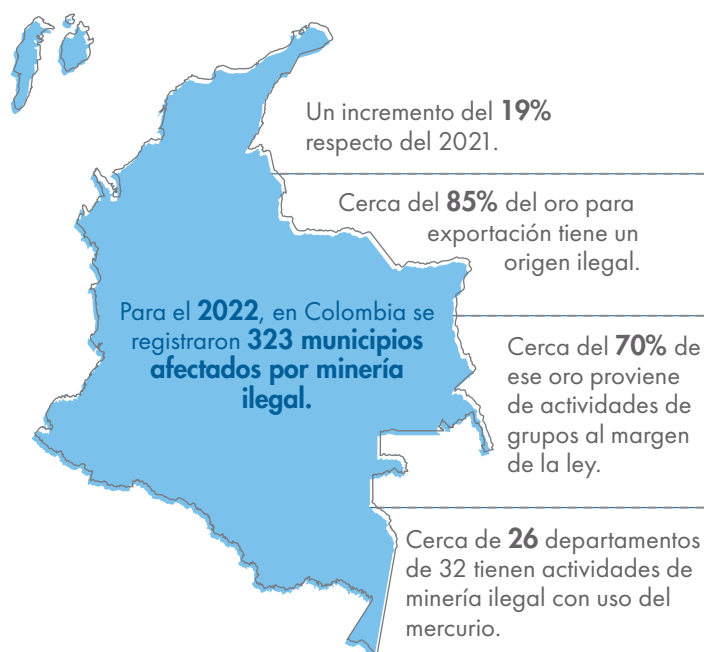 Un incremento del 19%
respecto del 2021.
Cerca del 85% del oro para
exportación tiene un
origen ilegal.
Para el 2022, en Colombia se
registraron 323 municipios
afectados por minería
ilegal.
Cerca del 70% de
ese oro proviene
de actividades de
grupos al margen
de la ley.
Cerca de 26 departamentos
de 32 tienen actividades de
minería ilegal con uso del
mercurio.